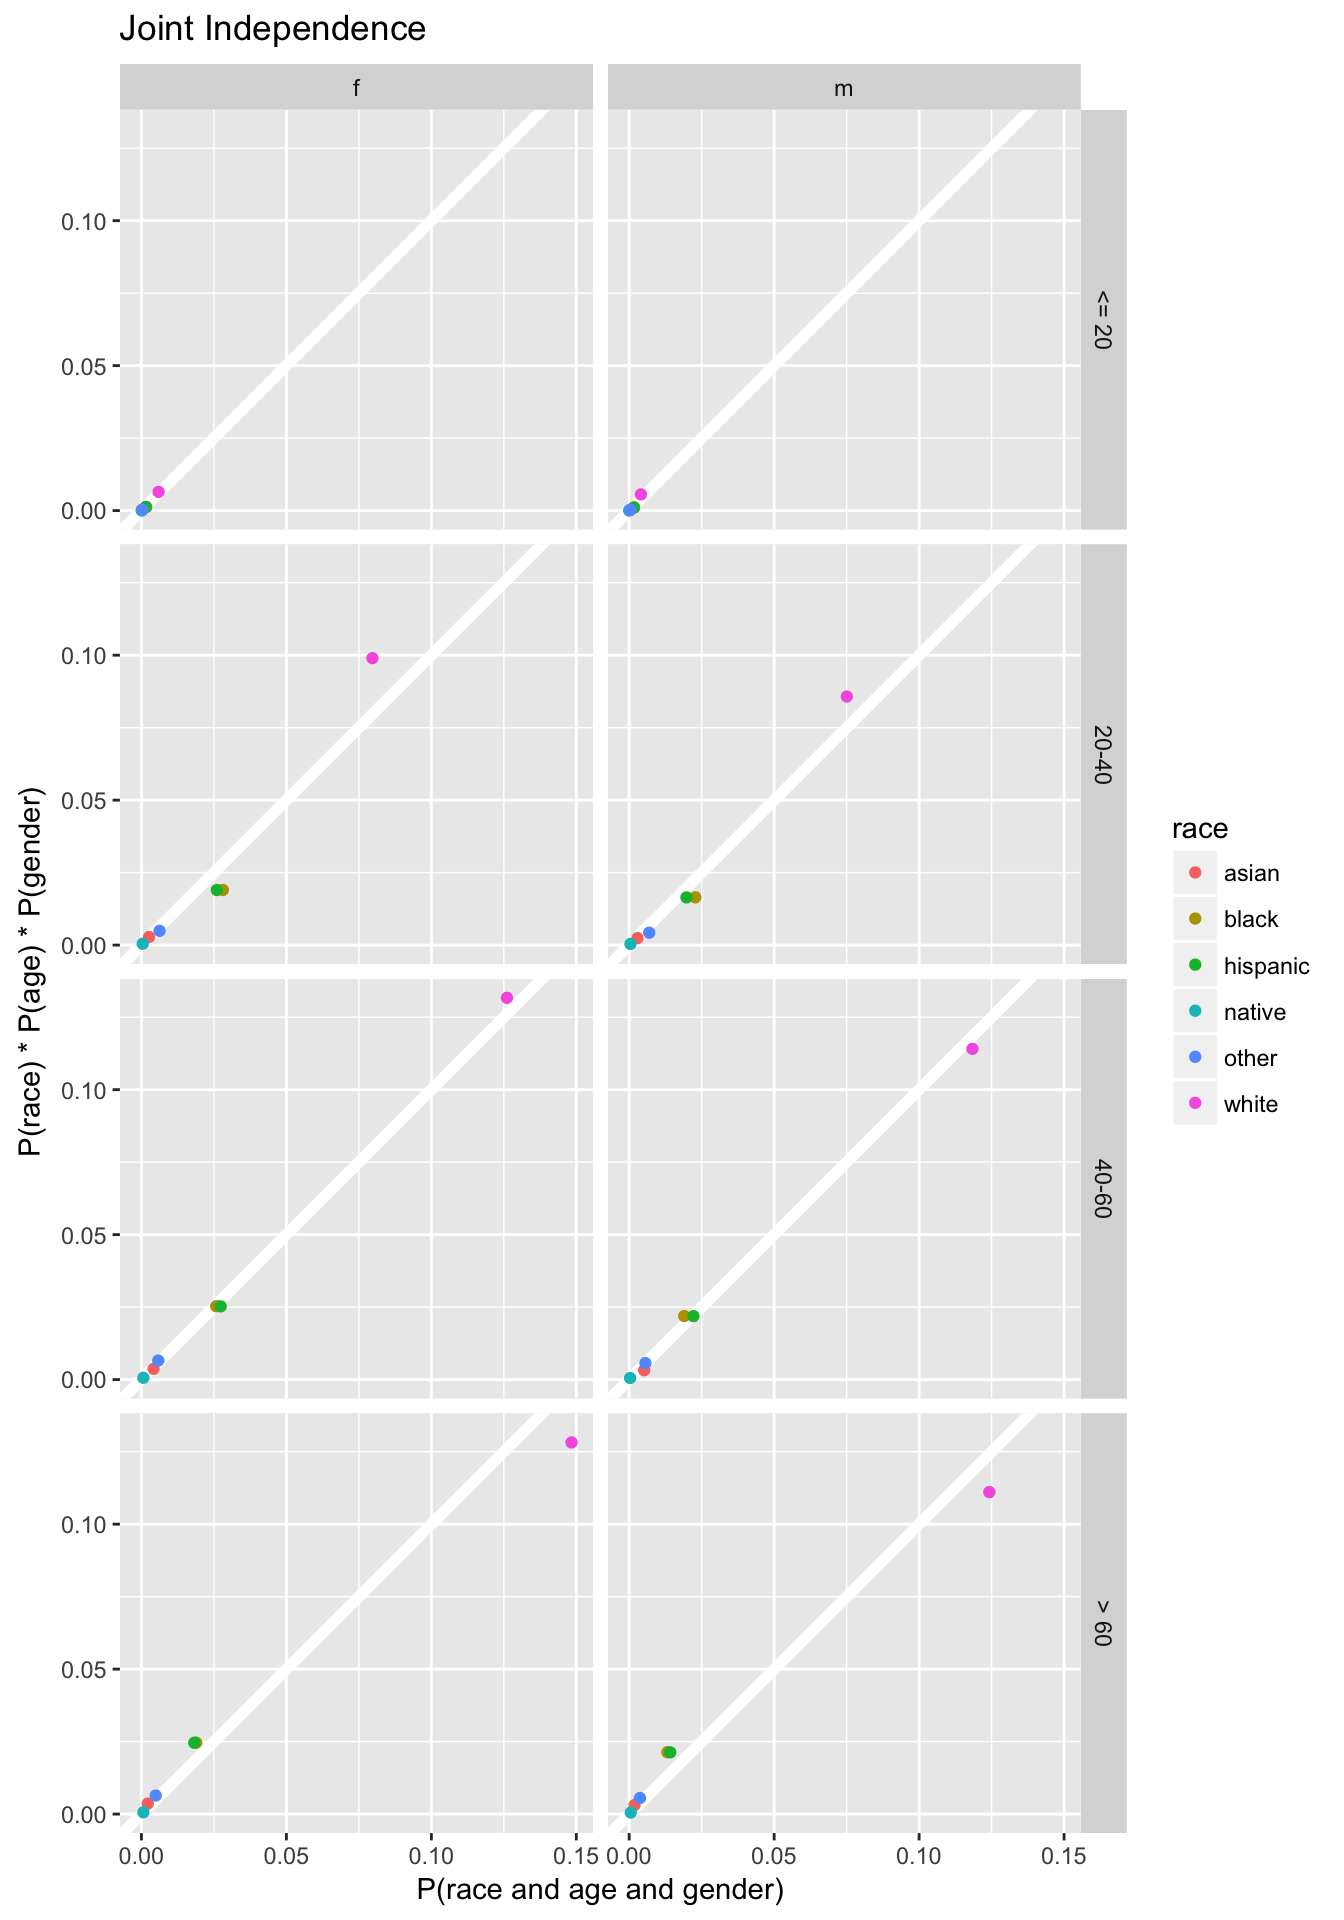 Joint Independence
f
m
0.10
0.05
0.00
<= 20
0.10
0.05
0.00
20-40
0.10
0.05
0.00
40-60
0.10
0.05
0.00
> 60
0.00 0.05 0.10 0.15 0.00 0.05 0.10 0.15
P(race and age and gender)
P(race) * P(age) * P(gender)
race
asian
black
hispanic
native
other
white